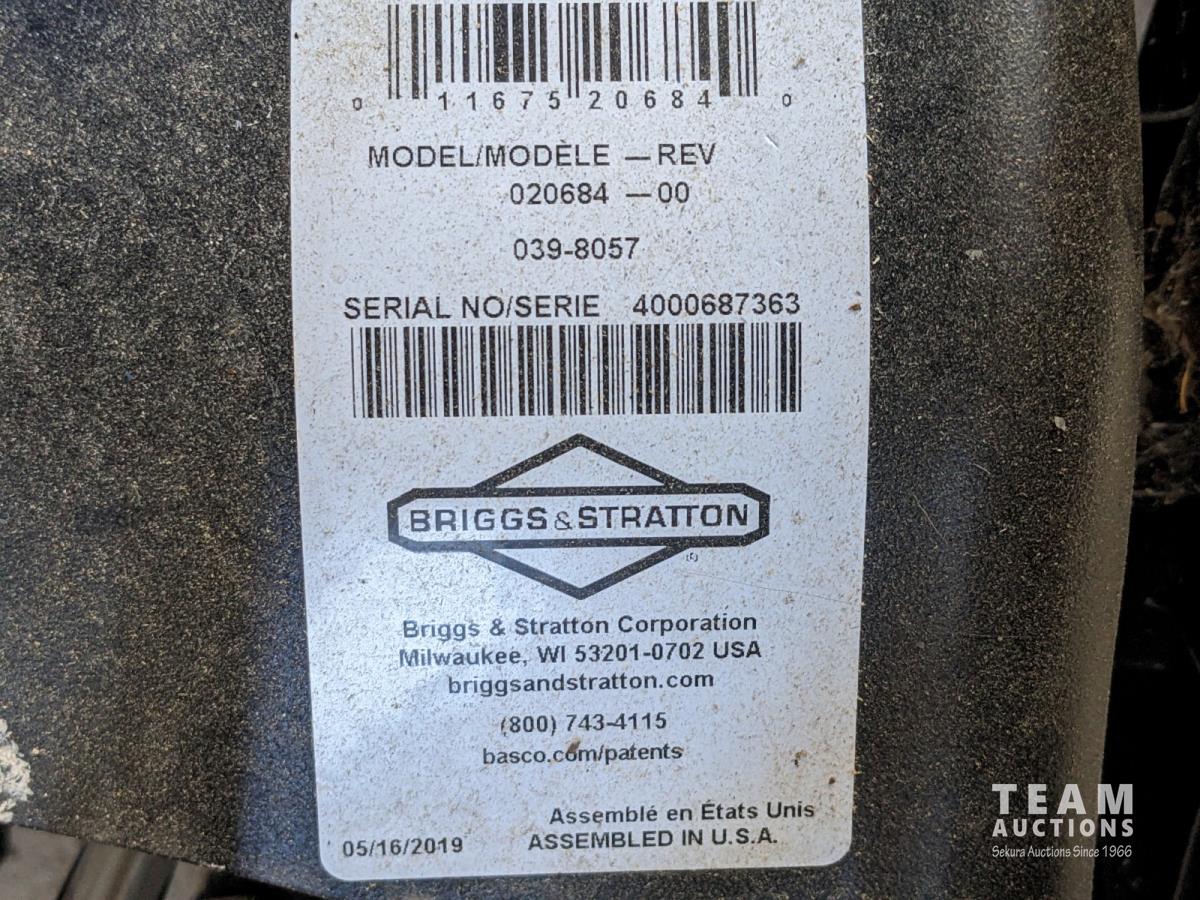 0 11675 20684 0
MODEL/MODÈLE — REV
020684 — 00
039-8057
SERIAL NO/SERIE 4000687363
BRIGGS & STRATTON
Briggs & Stratton Corporation
Milwaukee, WI 53201-0702 USA
briggsandstratton.com
(800) 743-4115
basco.com/patents
Assemblé en États Unis
05/16/2019 ASSEMBLED IN U.S.A.
TEAM
AUCTIONS
Sekura Auctions Since 1966